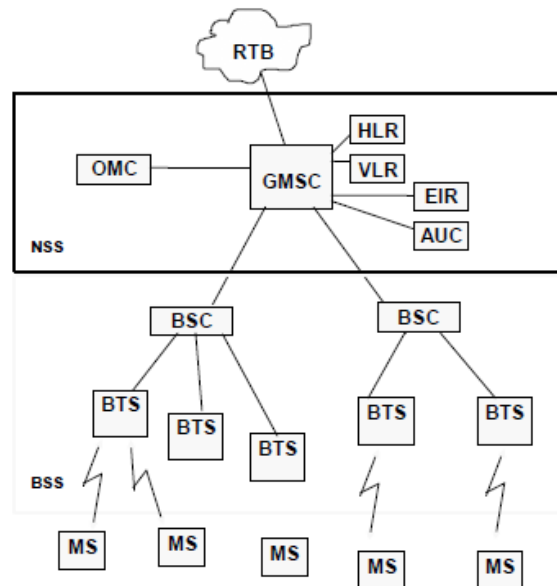 RTB
HLR
OMC
GMSC
VLR
EIR
AUC
NSS
BSC
BSC
BTS
BTS
BTS
BTS
BTS
BSS
MS
MS
MS
MS
MS